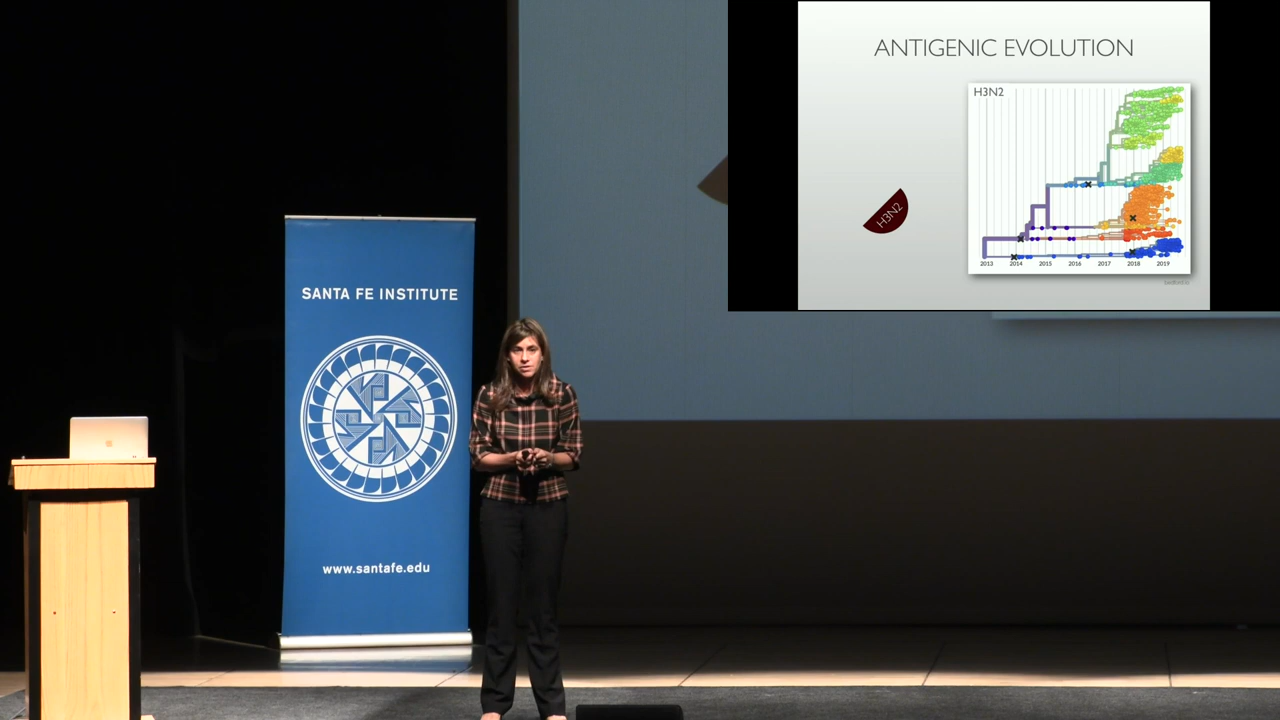 ANTIGENIC EVOLUTION
H3N2
H3N2
2013 2014 2015 2016 2017 2018 2019
SANTA FE INSTITUTE
www.santafe.edu